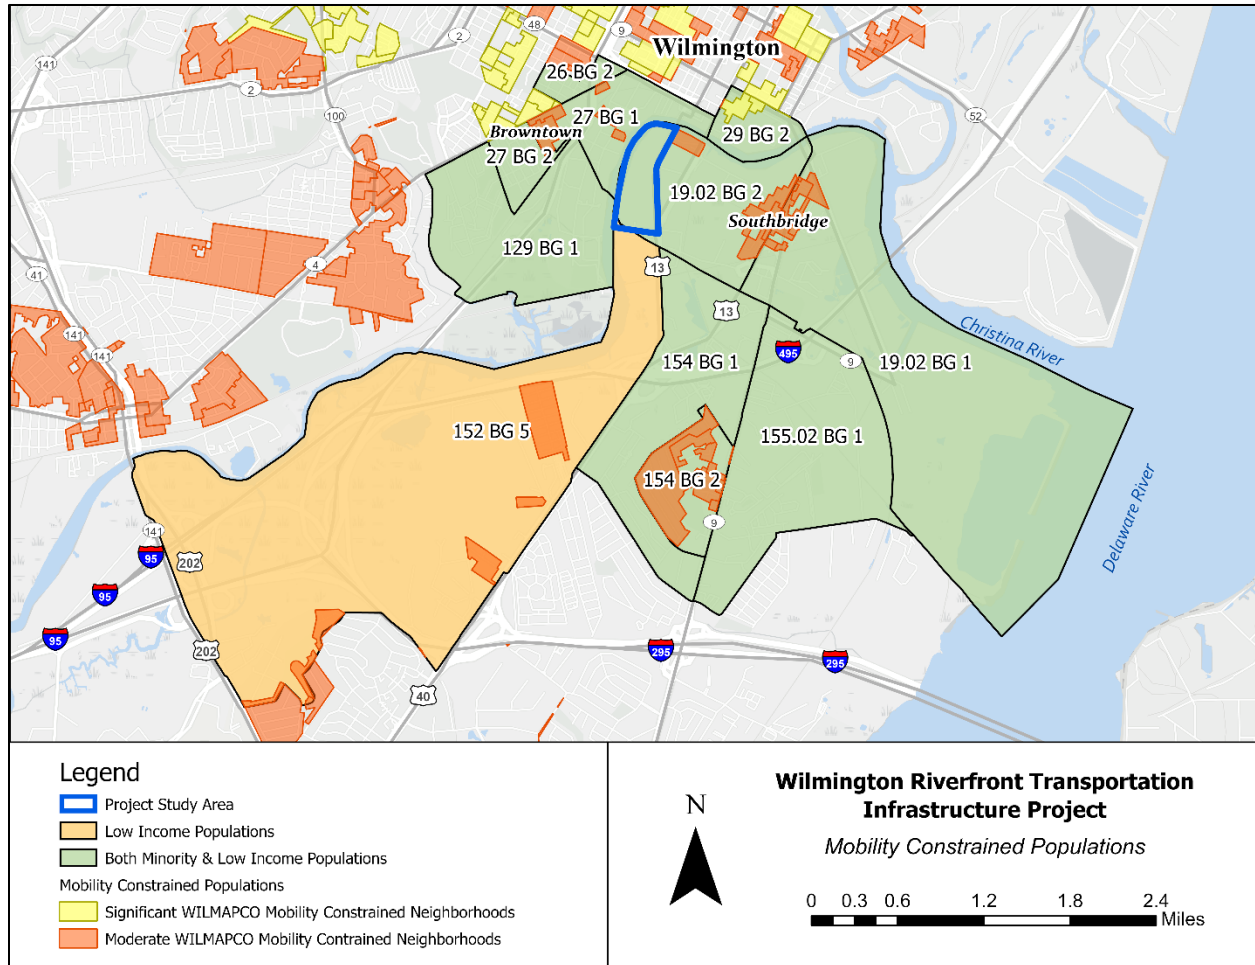 141
2
48
9
Wilmington
2
26 BG 2
100
52
27 BG 1
Browntown
29 BG 2
27 BG 2
19.02 BG 2
Southbridge
129 BG 1
4
41
13
13
141
141
Christina River
495
154 BG 1
9
19.02 BG 1
152 BG 5
155.02 BG 1
154 BG 2
Delaware River
9
141
95
202
95
95
202
295
295
40
Legend
Project Study Area
Low Income Populations
Both Minority & Low Income Populations
Mobility Constrained Populations
Significant WILMAPCO Mobility Constrained Neighborhoods
Moderate WILMAPCO Mobility Contrained Neighborhoods
N
Wilmington Riverfront Transportation
Infrastructure Project
Mobility Constrained Populations
0 0.3 0.6 1.2 1.8 2.4
Miles